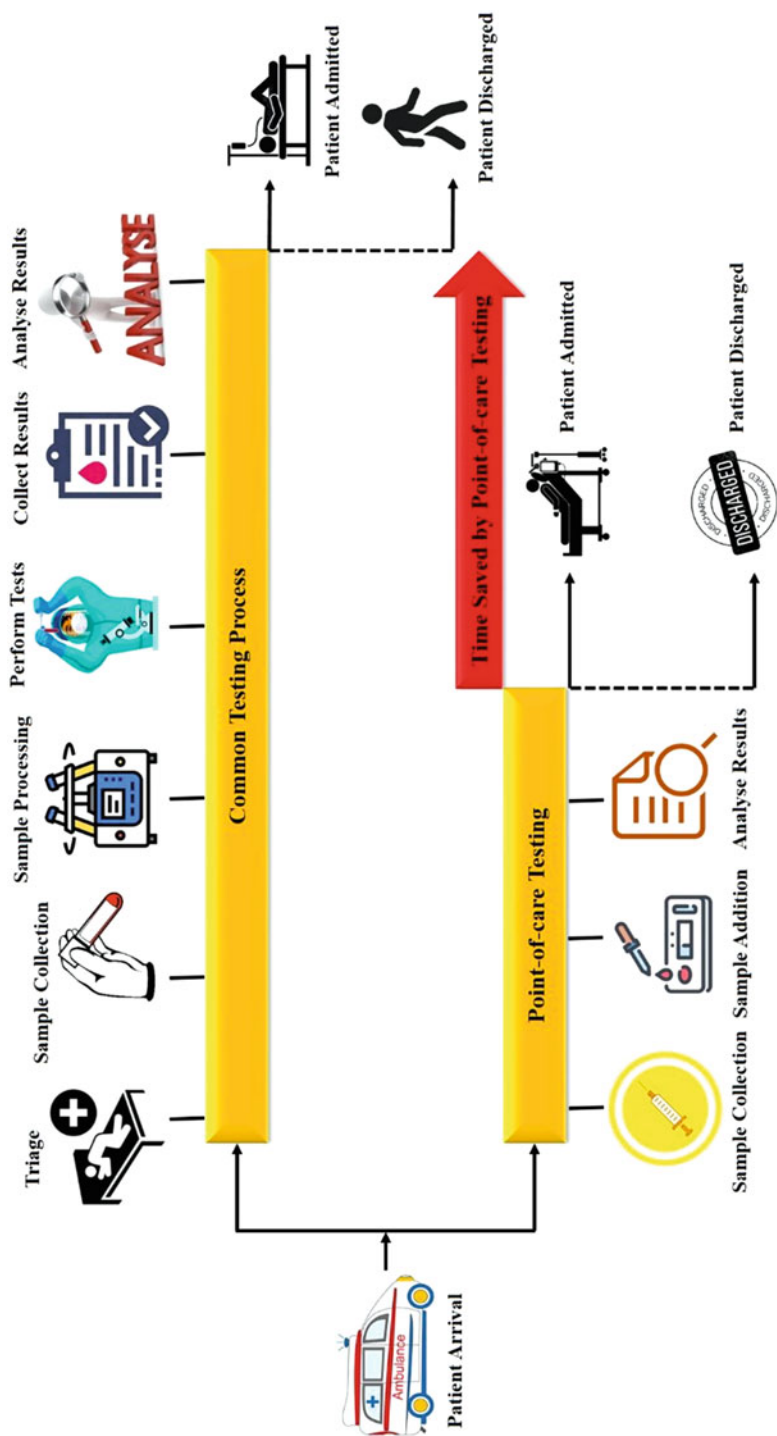 Patient Arrival
Ambulance
Triage
Sample Collection
Sample Processing
Perform Tests
Collect Results
Analyse Results
ANALYSE
Common Testing Process
Patient Admitted
Patient Discharged
Time Saved by Point-of-care Testing
Point-of-care Testing
Sample Collection
Sample Addition
Analyse Results
Patient Admitted
Patient Discharged
DISCHARGED
DISCHARGED
DISCHARGED